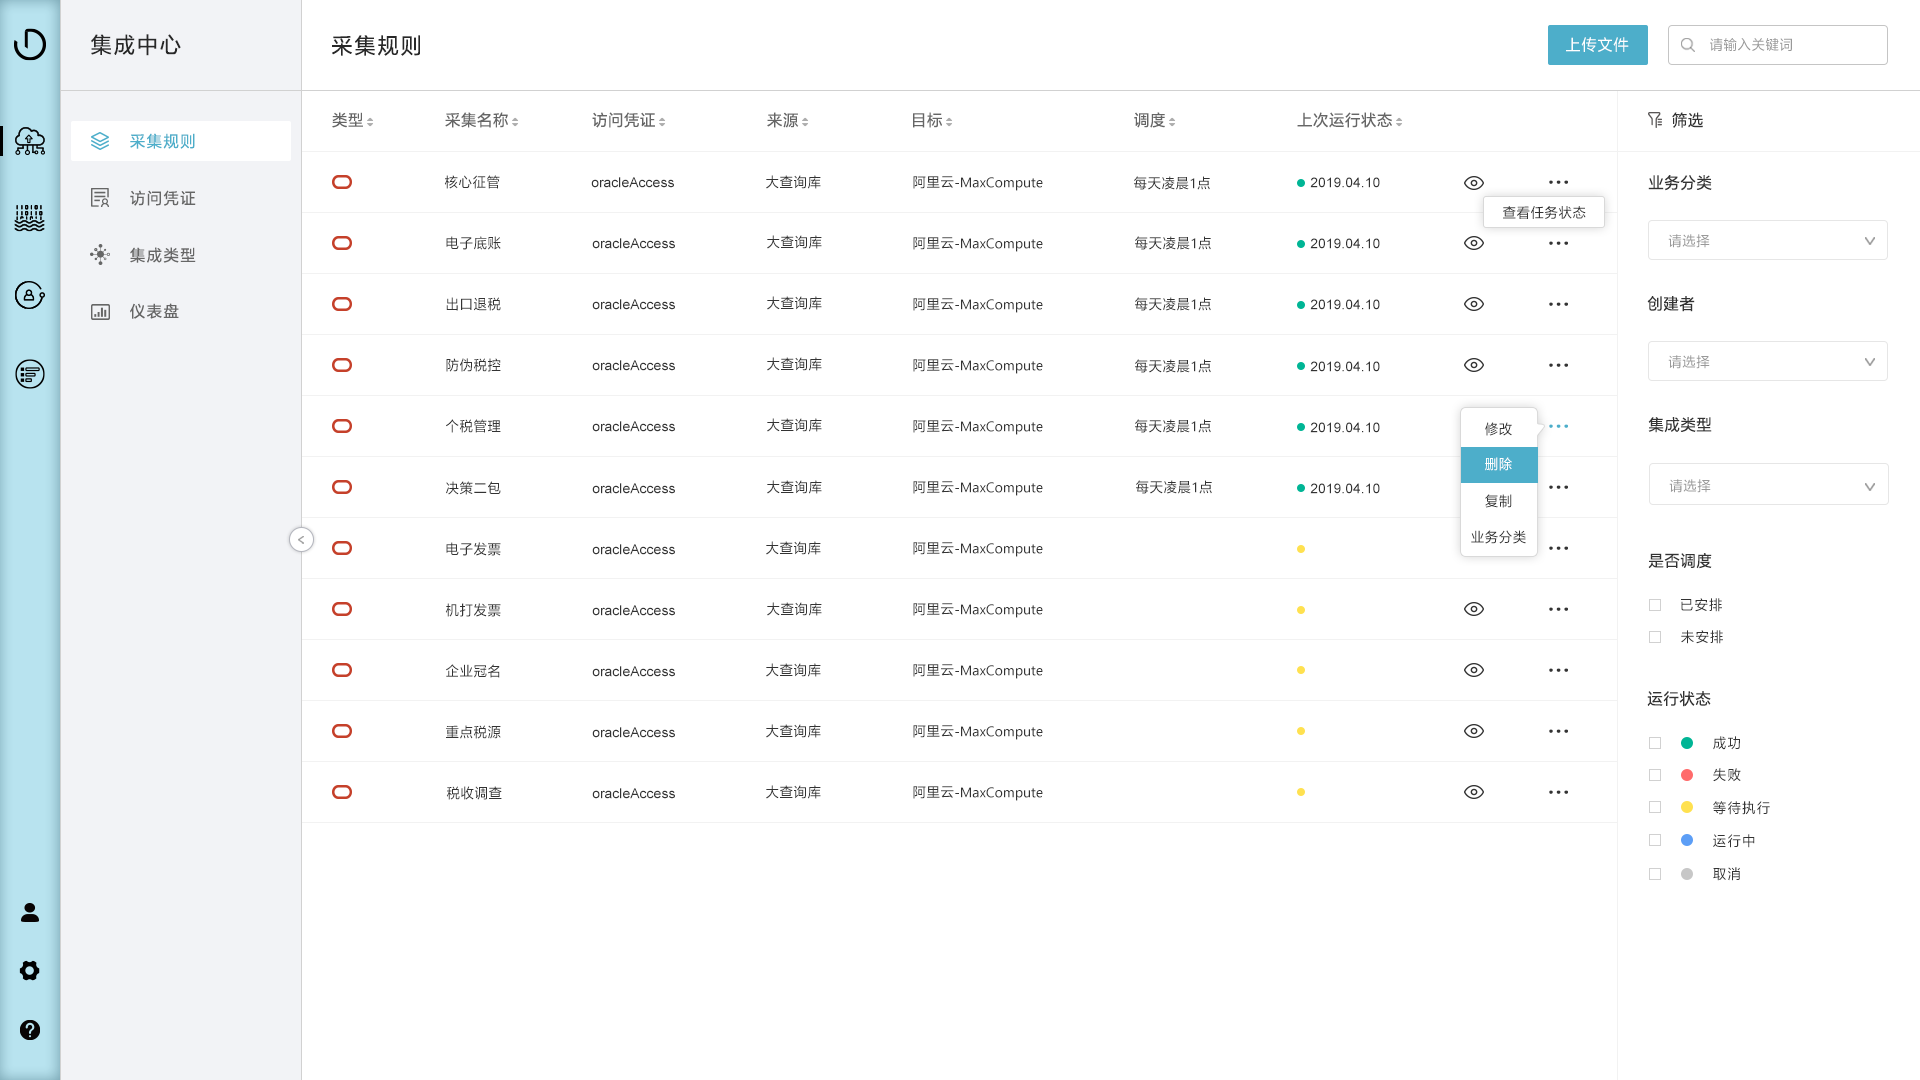 集成中心
采集规则
访问凭证
集成类型
仪表盘
采集规则
上传文件
请输入关键词
类型 采集名称 访问凭证 来源 目标 调度 上次运行状态
核心征管 oracleAccess 大查询库 阿里云-MaxCompute 每天凌晨1点 2019.04.10
查看任务状态
电子底账 oracleAccess 大查询库 阿里云-MaxCompute 每天凌晨1点 2019.04.10
出口退税 oracleAccess 大查询库 阿里云-MaxCompute 每天凌晨1点 2019.04.10
防伪税控 oracleAccess 大查询库 阿里云-MaxCompute 每天凌晨1点 2019.04.10
个税管理 oracleAccess 大查询库 阿里云-MaxCompute 每天凌晨1点 2019.04.10
修改
删除
复制
业务分类
决策二包 oracleAccess 大查询库 阿里云-MaxCompute 每天凌晨1点 2019.04.10
电子发票 oracleAccess 大查询库 阿里云-MaxCompute
机打发票 oracleAccess 大查询库 阿里云-MaxCompute
企业冠名 oracleAccess 大查询库 阿里云-MaxCompute
重点税源 oracleAccess 大查询库 阿里云-MaxCompute
税收调查 oracleAccess 大查询库 阿里云-MaxCompute
筛选
业务分类
请选择
创建者
请选择
集成类型
请选择
是否调度
已安排
未安排
运行状态
成功
失败
等待执行
运行中
取消